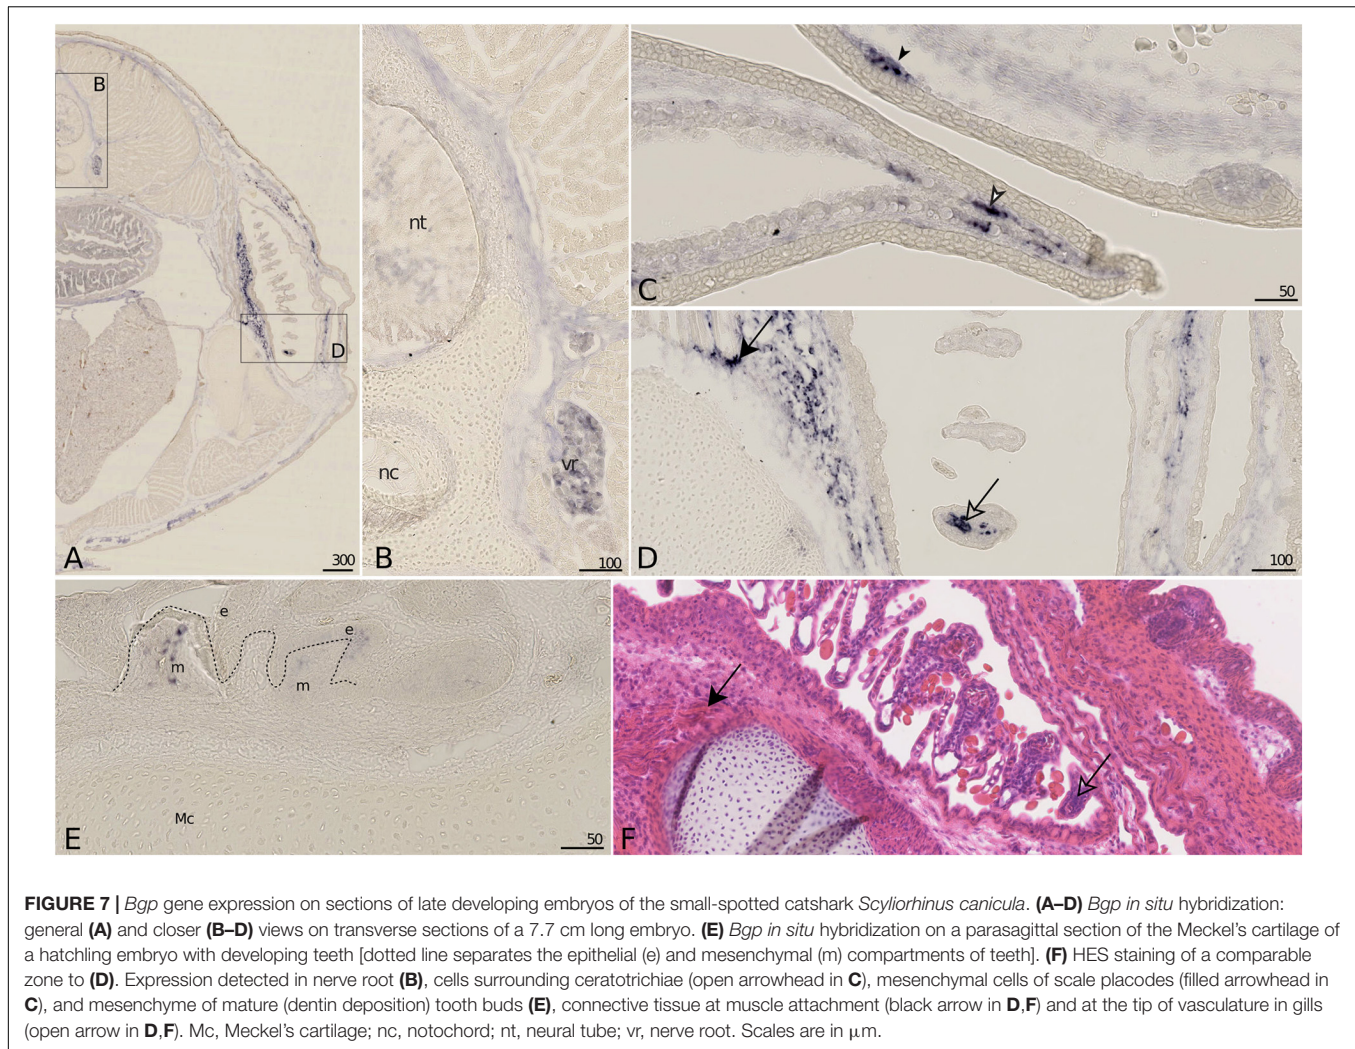 B
D
A
300
nt
nc
vr
B
100
C
50
D
100
e
e
m
m
Mc
E
50
F
FIGURE 7 | Bgp gene expression on sections of late developing embryos of the small-spotted catshark Scyliorhinus canicula. (A–D) Bgp in situ hybridization:
general (A) and closer (B–D) views on transverse sections of a 7.7 cm long embryo. (E) Bgp in situ hybridization on a parasagittal section of the Meckel's cartilage of
a hatchling embryo with developing teeth [dotted line separates the epithelial (e) and mesenchymal (m) compartments of teeth]. (F) HES staining of a comparable
zone to (D). Expression detected in nerve root (B), cells surrounding ceratotrichiae (open arrowhead in C), mesenchymal cells of scale placodes (filled arrowhead in
C), and mesenchyme of mature (dentin deposition) tooth buds (E), connective tissue at muscle attachment (black arrow in D,F) and at the tip of vasculature in gills
(open arrow in D,F). Mc, Meckel's cartilage; nc, notochord; nt, neural tube; vr, nerve root. Scales are in μm.